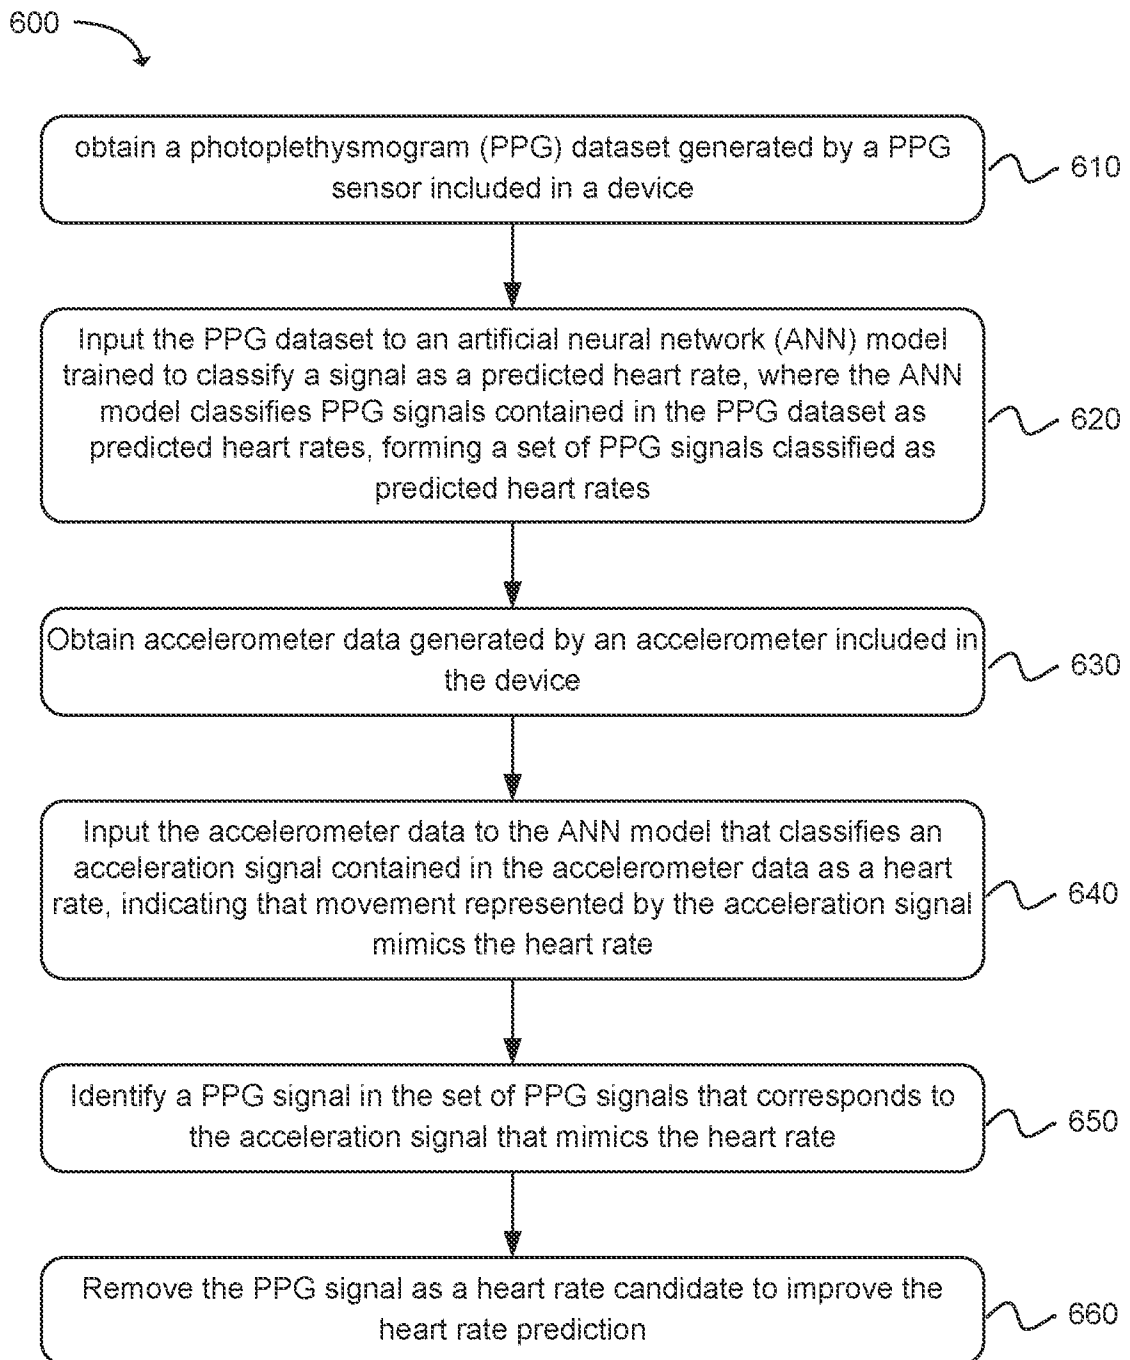 600
obtain a photoplethysmogram (PPG) dataset generated by a PPG
sensor included in a device
610
Input the PPG dataset to an artificial neural network (ANN) model
trained to classify a signal as a predicted heart rate, where the ANN
model classifies PPG signals contained in the PPG dataset as
predicted heart rates, forming a set of PPG signals classified as
predicted heart rates
620
Obtain accelerometer data generated by an accelerometer included in
the device
630
Input the accelerometer data to the ANN model that classifies an
acceleration signal contained in the accelerometer data as a heart
rate, indicating that movement represented by the acceleration signal
mimics the heart rate
640
Identify a PPG signal in the set of PPG signals that corresponds to
the acceleration signal that mimics the heart rate
650
Remove the PPG signal as a heart rate candidate to improve the
heart rate prediction
660